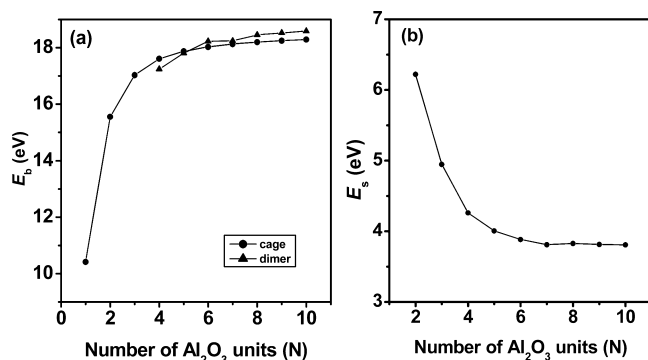 (a)
E_b (eV)
18
16
14
12
10
cage
dimer
0 2 4 6 8 10
Number of Al₂O₃ units (N)
(b)
E_s (eV)
7
6
5
4
3
2 4 6 8 10
Number of Al₂O₃ units (N)